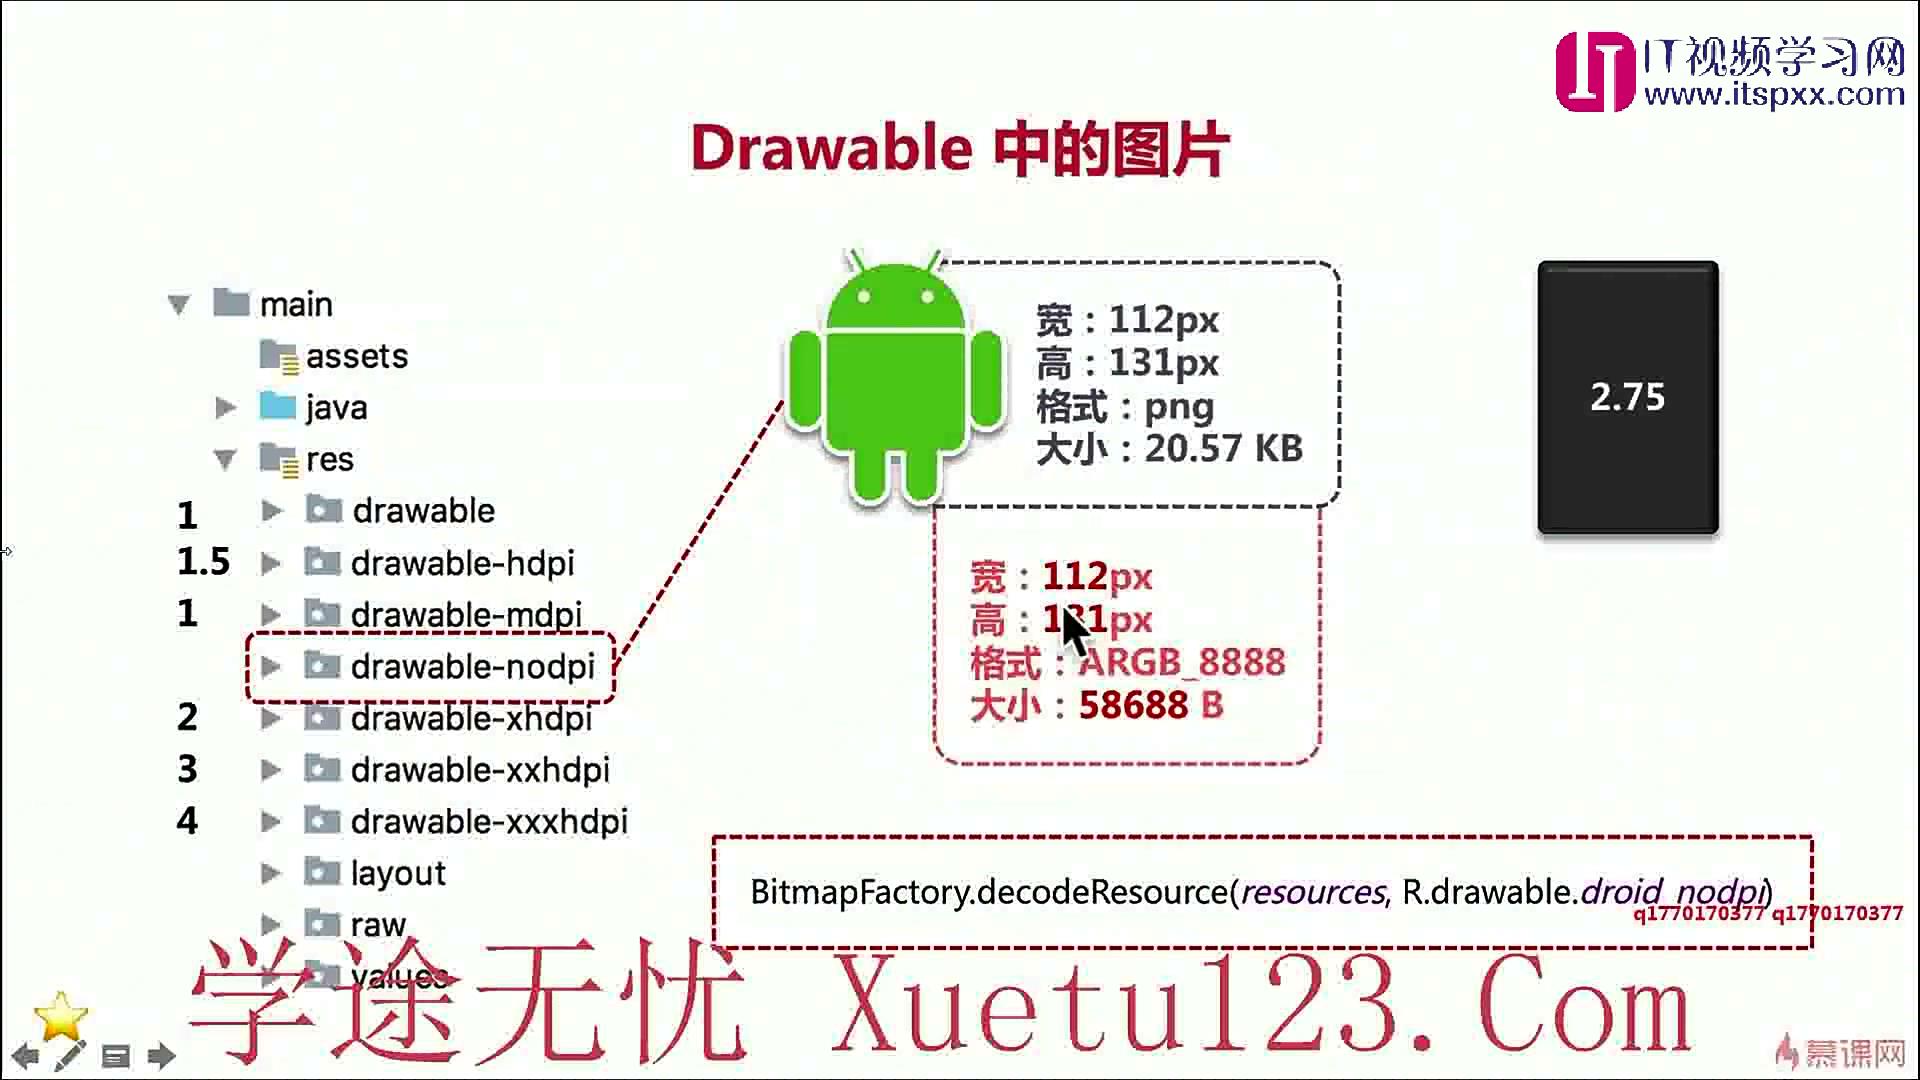 IT视频学习网
www.itspxx.com
Drawable 中的图片
main
assets
java
res
1 drawable
1.5 drawable-hdpi
1 drawable-mdpi
drawable-nodpi
2 drawable-xhdpi
3 drawable-xxhdpi
4 drawable-xxxhdpi
layout
raw
values
宽：112px
高：131px
格式：png
大小：20.57 KB
2.75
宽：112px
高：131px
格式：ARGB_8888
大小：58688 B
BitmapFactory.decodeResource(resources, R.drawable.droid_nodpi)
q1770170377 q1770170377
学途无忧 Xuetu123.Com
慕课网